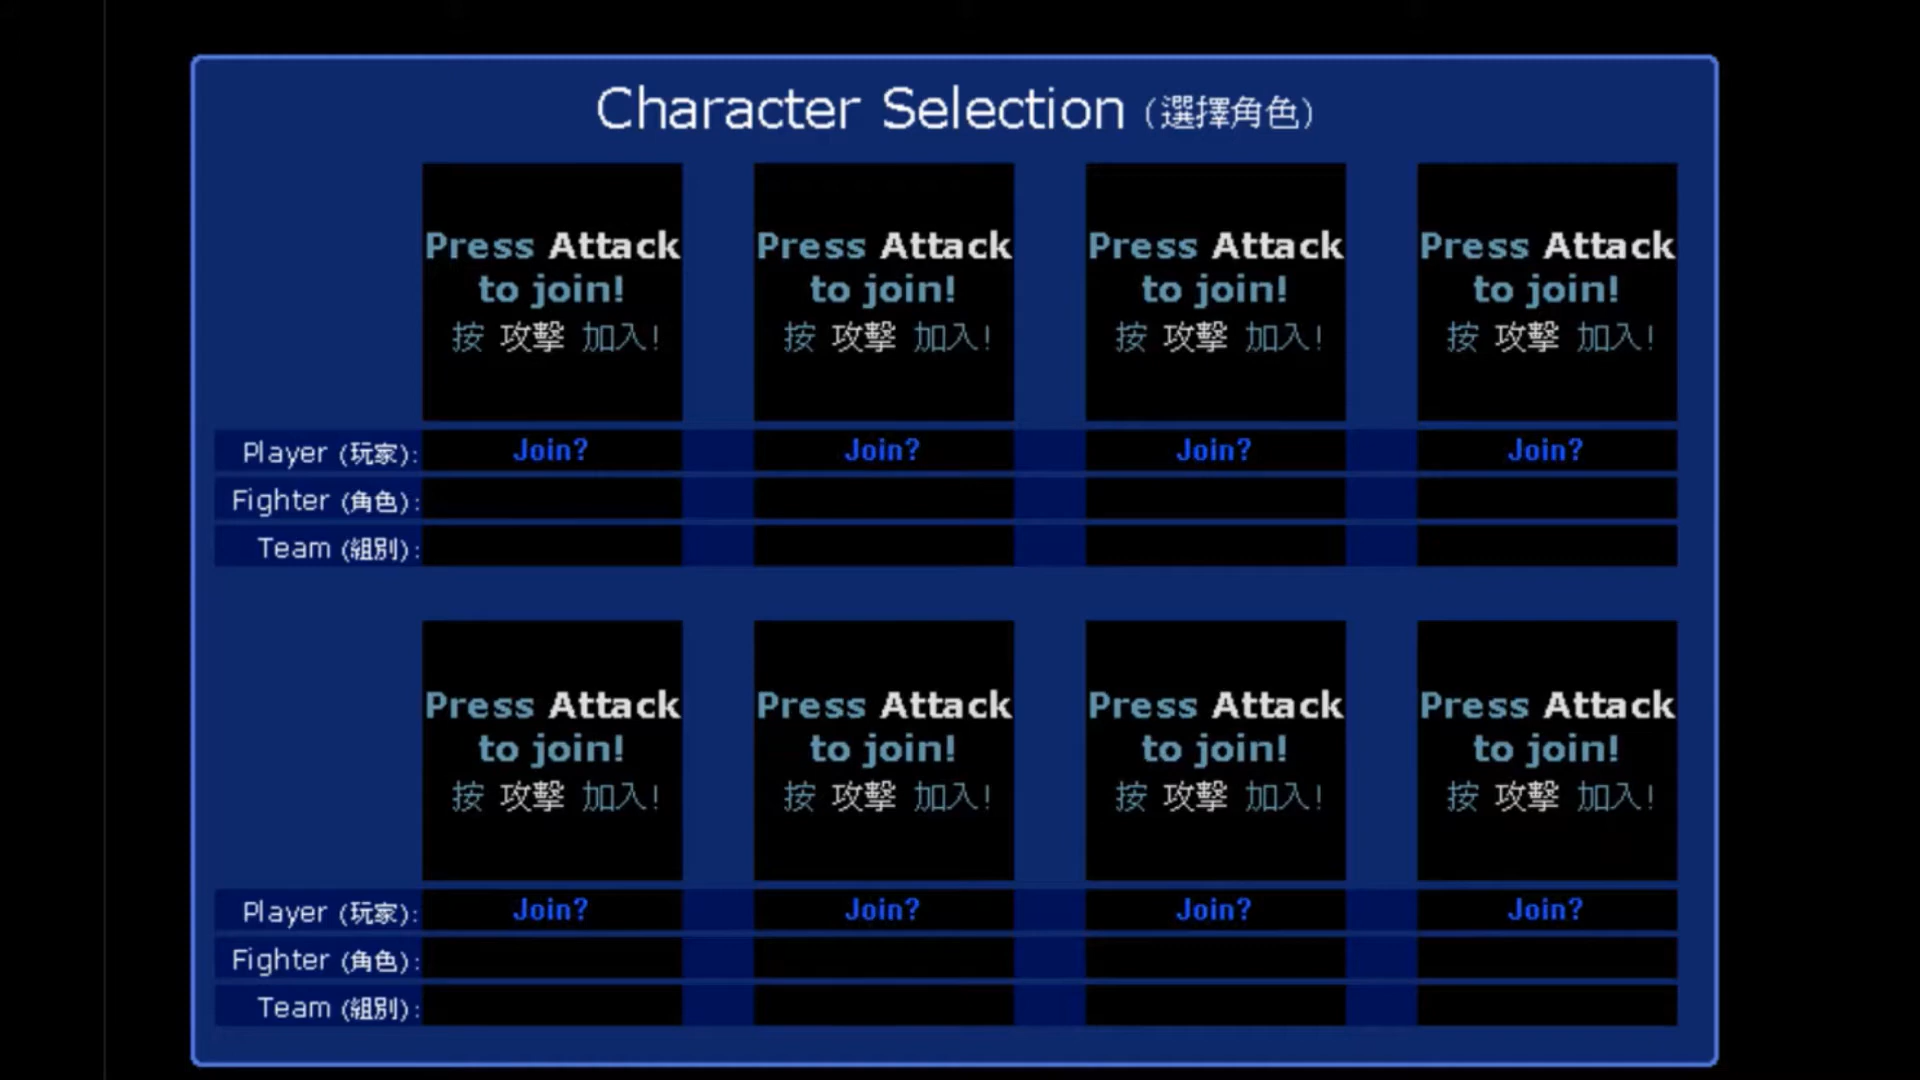 Character Selection (選擇角色)
Press Attack Press Attack Press Attack Press Attack
to join! to join! to join! to join!
按 攻擊 加入! 按 攻擊 加入! 按 攻擊 加入! 按 攻擊 加入!
Player (玩家): Join? Join? Join? Join?
Fighter (角色):
Team (組別):
Press Attack Press Attack Press Attack Press Attack
to join! to join! to join! to join!
按 攻擊 加入! 按 攻擊 加入! 按 攻擊 加入! 按 攻擊 加入!
Player (玩家): Join? Join? Join? Join?
Fighter (角色):
Team (組別):